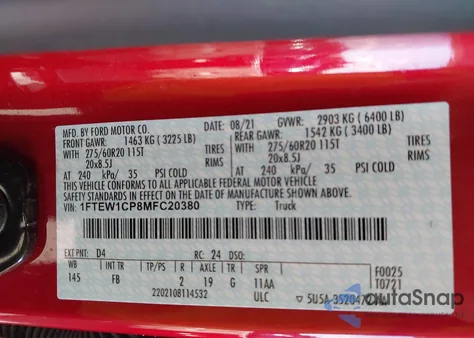 MFD. BY FORD MOTOR CO. DATE: 08/21 GVWR: 2903 KG (6400 LB)
FRONT GAWR: 1463 KG (3225 LB) REAR GAWR: 1542 KG (3400 LB)
WITH 275/60R20 115T TIRES WITH 275/60R20 115T TIRES
20x8.5J 20x8.5J
AT 240 kPa/ 35 PSI COLD AT 240 kPa/ 35 PSI COLD
THIS VEHICLE CONFORMS TO ALL APPLICABLE FEDERAL MOTOR VEHICLE
SAFETY STANDARDS IN EFFECT ON THE DATE OF MANUFACTURE SHOWN ABOVE.
VIN: 1FTEW1CP8MFC20380 TYPE: Truck
EXT PNT: D4 RC: 24 DSO:
WB INT TR TP/PS R AXLE TR SPR F0025
145 FB 2 19 G 11AA T0721
2202108114532 ULC 5U5A-3520472
autoSnap